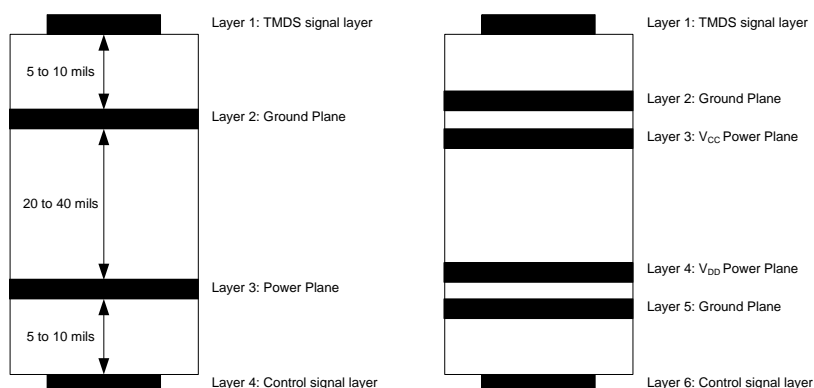 Layer 1: TMDS signal layer
5 to 10 mils
Layer 2: Ground Plane
20 to 40 mils
Layer 3: Power Plane
5 to 10 mils
Layer 4: Control signal layer
Layer 1: TMDS signal layer
Layer 2: Ground Plane
Layer 3: VCC Power Plane
Layer 4: VDD Power Plane
Layer 5: Ground Plane
Layer 6: Control signal layer